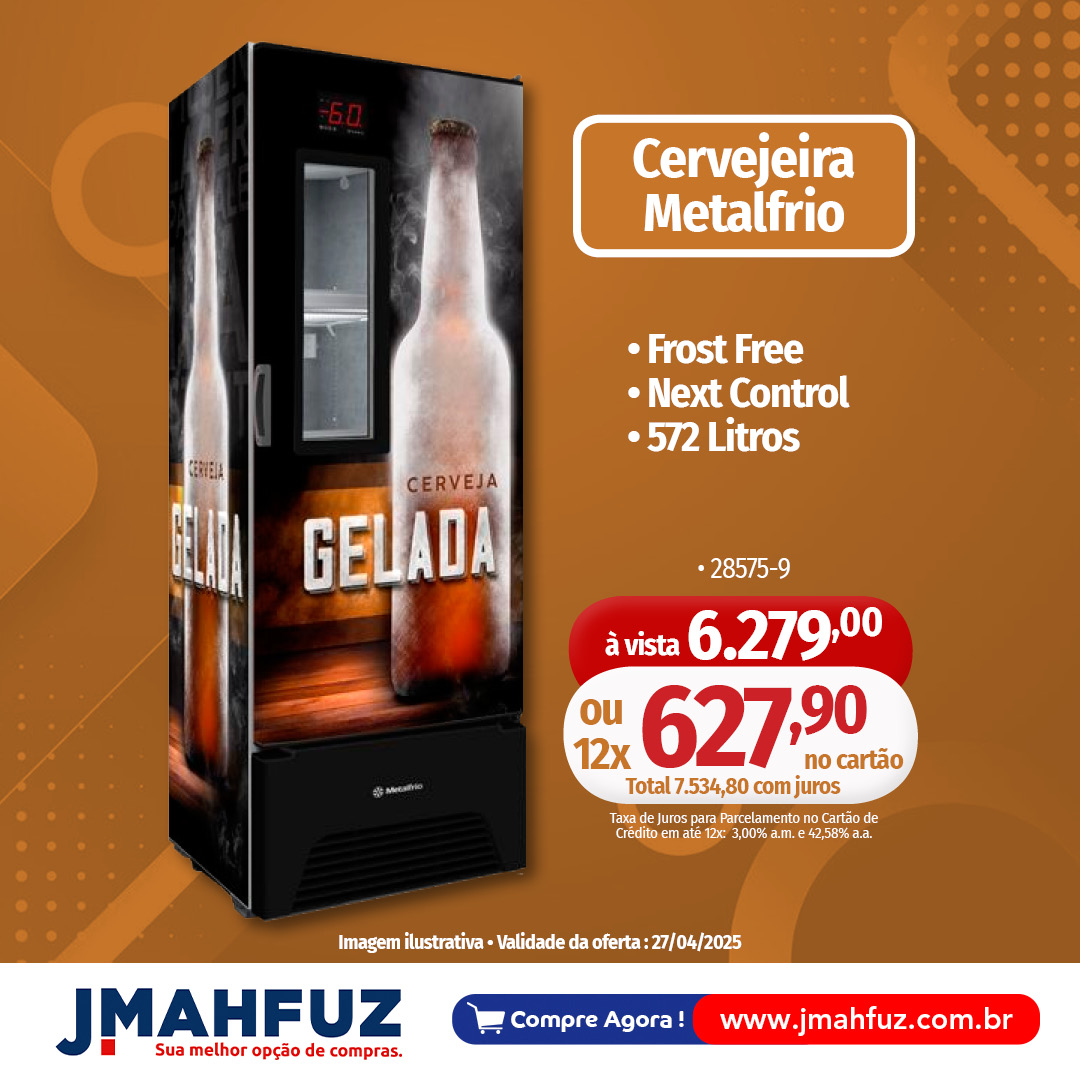 Cervejeira
Metalfrio
• Frost Free
• Next Control
• 572 Litros
-6.0
CERVEJA
GELADA
CERVEJA
GELADA
Metalfrio
• 28575-9
à vista 6.279,00
ou
12x 627,90
no cartão
Total 7.534,80 com juros
Taxa de Juros para Parcelamento no Cartão de
Crédito em até 12x: 3,00% a.m. e 42,58% a.a.
Imagem ilustrativa • Validade da oferta : 27/04/2025
JMAHFUZ
Sua melhor opção de compras.
Compre Agora !
www.jmahfuz.com.br